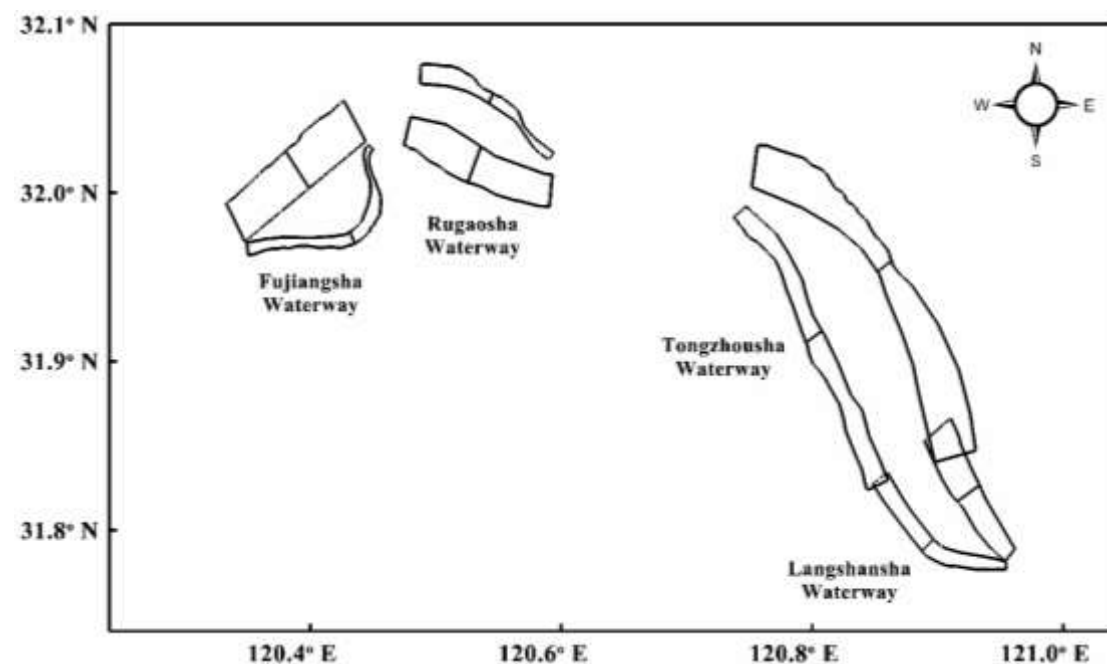 32.1° N
N
W E
S
32.0° N
Rugaosha
Waterway
Fujiangsha
Waterway
31.9° N
Tongzhousha
Waterway
31.8° N
Langshansha
Waterway
120.4° E 120.6° E 120.8° E 121.0° E